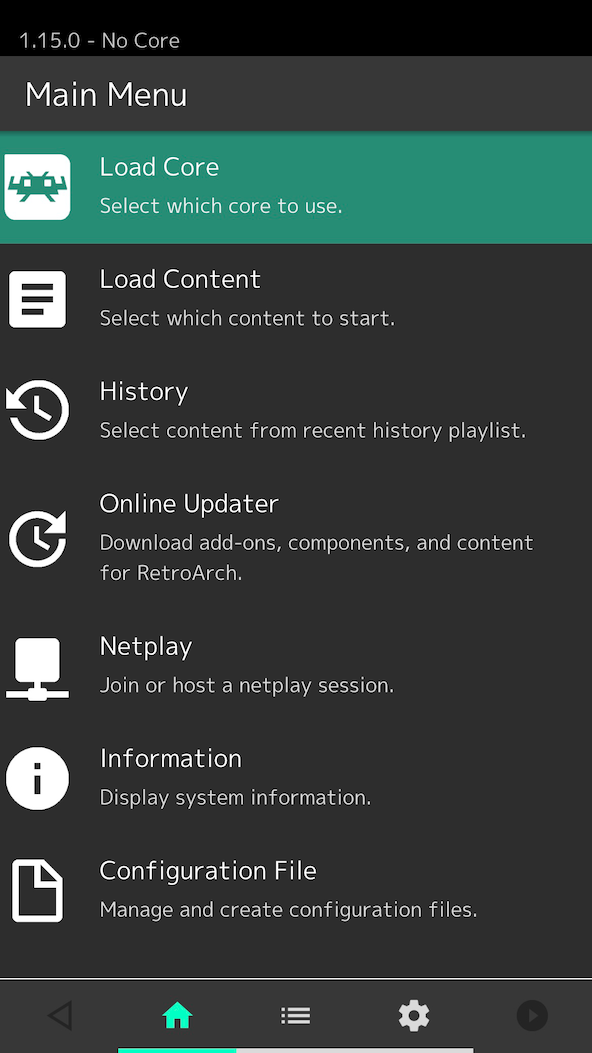 1.15.0 - No Core
Main Menu
Load Core
Select which core to use.
Load Content
Select which content to start.
History
Select content from recent history playlist.
Online Updater
Download add-ons, components, and content
for RetroArch.
Netplay
Join or host a netplay session.
Information
Display system information.
Configuration File
Manage and create configuration files.